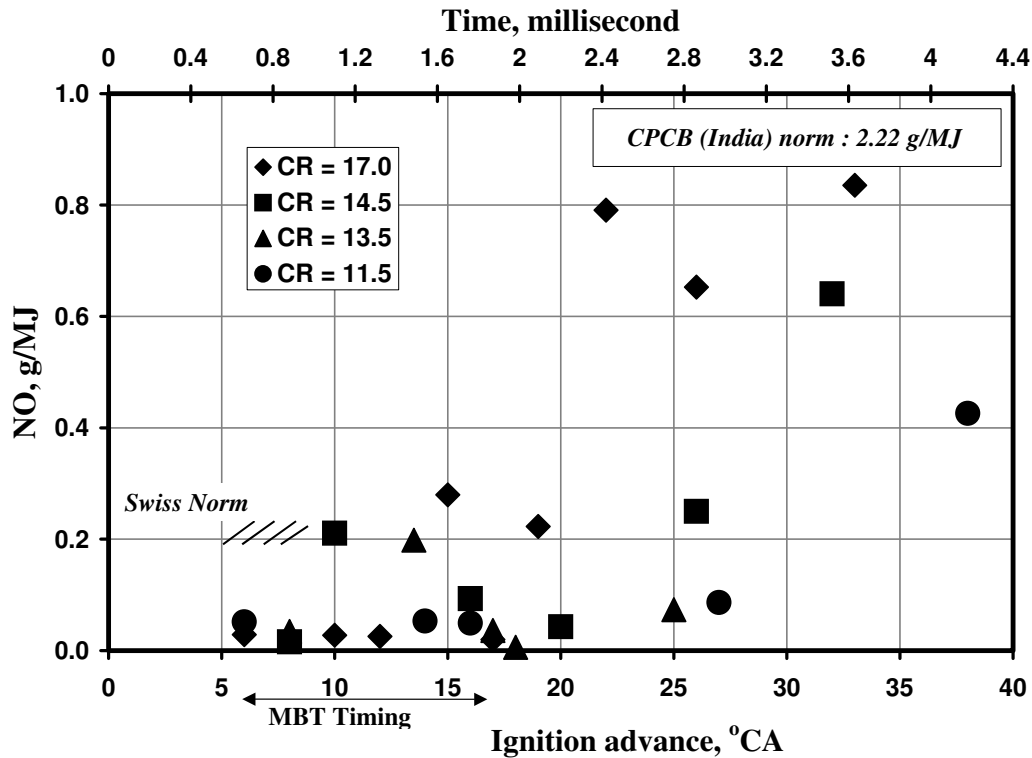 Time, millisecond
0 0.4 0.8 1.2 1.6 2 2.4 2.8 3.2 3.6 4 4.4
1.0
CPCB (India) norm : 2.22 g/MJ
CR = 17.0
CR = 14.5
CR = 13.5
CR = 11.5
0.8
0.6
NO, g/MJ
0.4
Swiss Norm
0.2
0.0
0 5 10 15 20 25 30 35 40
MBT Timing
Ignition advance, °CA